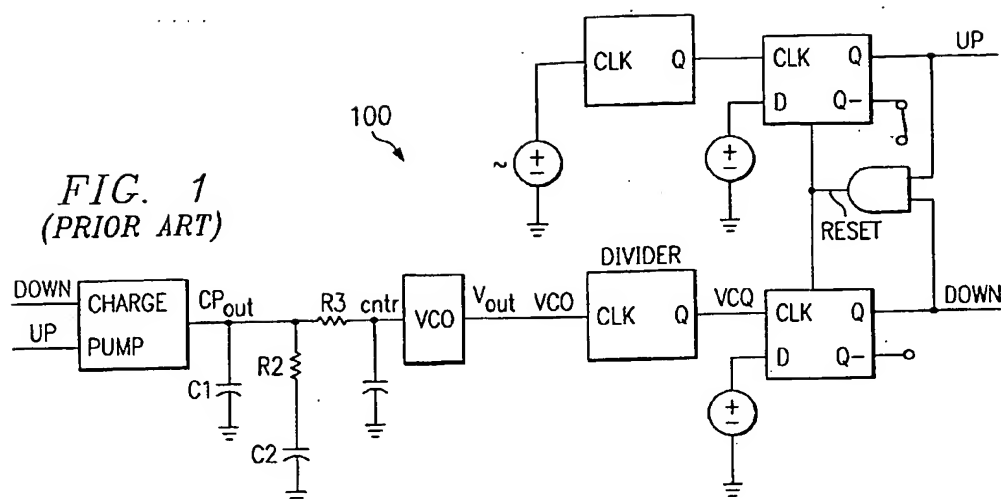 CLK Q
CLK Q
D Q-
UP
100
~
+
-
+
-
FIG. 1
(PRIOR ART)
RESET
DIVIDER
DOWN
UP
CHARGE
PUMP
CPout
R3
cntr
VCO
Vout
VCO
CLK Q
VCQ
CLK Q
D Q-
DOWN
R2
C1
C2
+
-